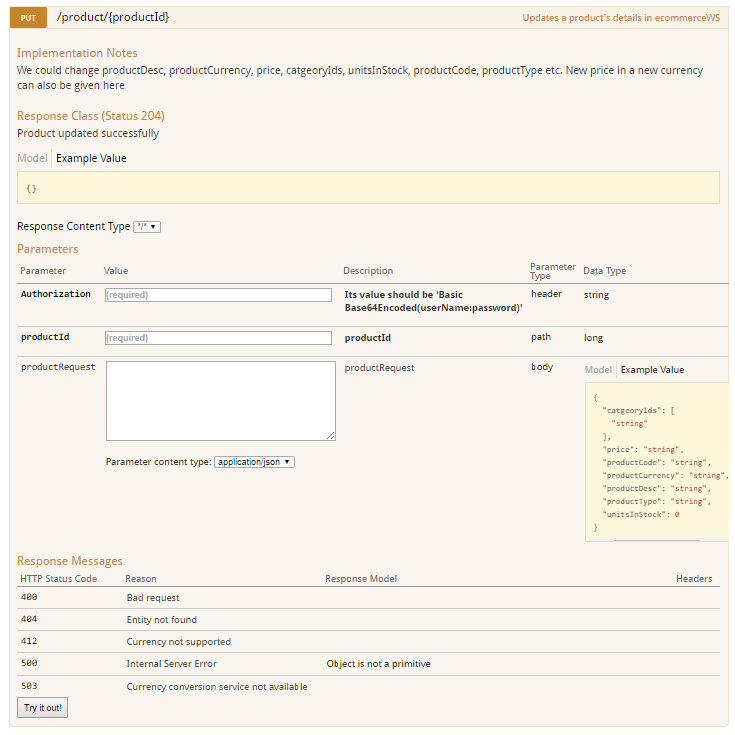 PUT /product/{productId} Updates a product's details in ecommerceWS
Implementation Notes
We could change productDesc, productCurrency, price, catgeoryIds, unitsInStock, productCode, productType etc. New price in a new currency
can also be given here
Response Class (Status 204)
Product updated successfully
Model Example Value
{}
Response Content Type */*
Parameters
Parameter Value Description Parameter Type Data Type
Authorization (required) Its value should be 'Basic Base64Encoded(userName:password)' header string
productId (required) productId path long
productRequest productRequest body Model Example Value
{
"catgeoryIds": [
"string"
],
"price": "string",
"productCode": "string",
"productCurrency": "string",
"productDesc": "string",
"productType": "string",
"unitsInStock": 0
}
Parameter content type: application/json
Response Messages
HTTP Status Code Reason Response Model Headers
400 Bad request
404 Entity not found
412 Currency not supported
500 Internal Server Error Object is not a primitive
503 Currency conversion service not available
Try it out!